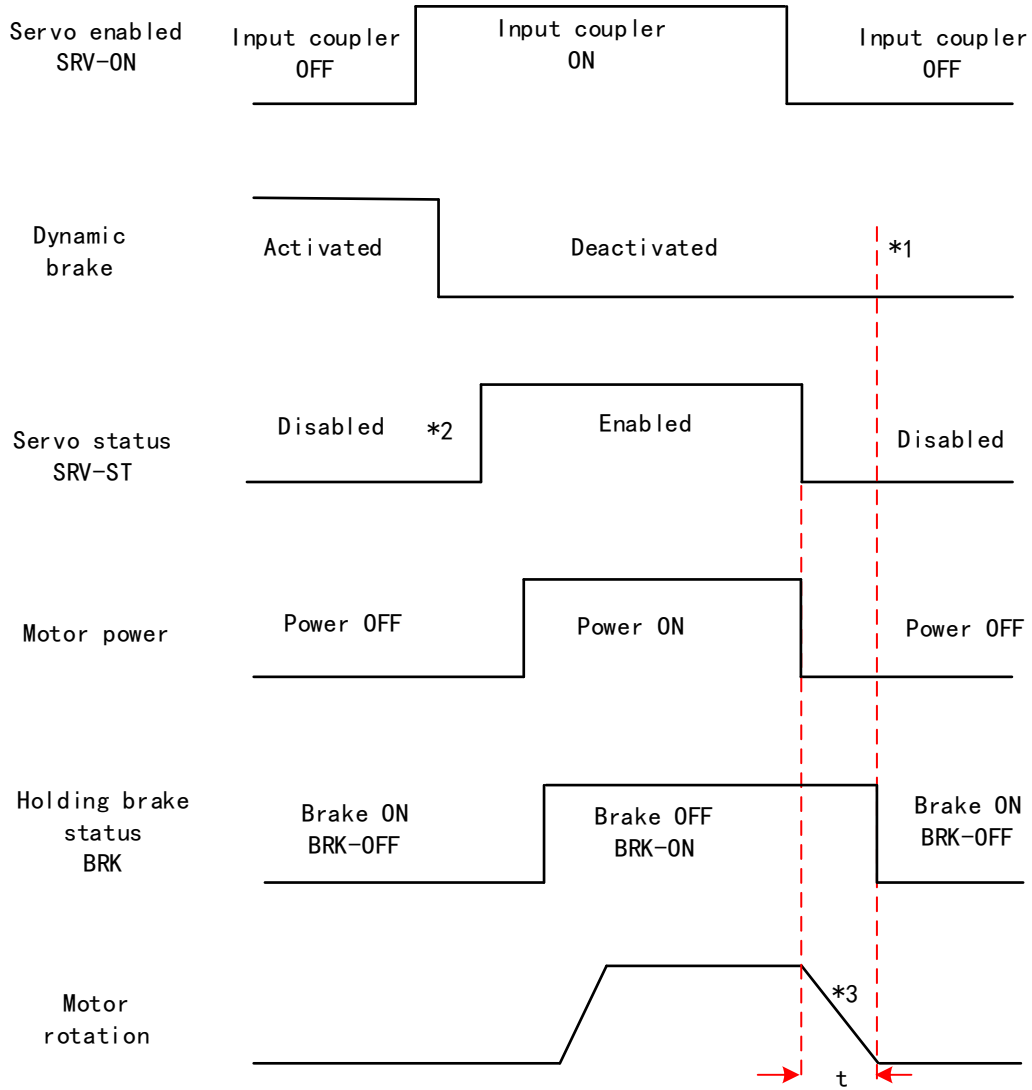 Servo enabled
SRV-ON
Input coupler
OFF
Input coupler
ON
Input coupler
OFF
Dynamic
brake
Activated
Deactivated
*1
Servo status
SRV-ST
Disabled
*2
Enabled
Disabled
Motor power
Power OFF
Power ON
Power OFF
Holding brake
status
BRK
Brake ON
BRK-OFF
Brake OFF
BRK-ON
Brake ON
BRK-OFF
Motor
rotation
*3
t